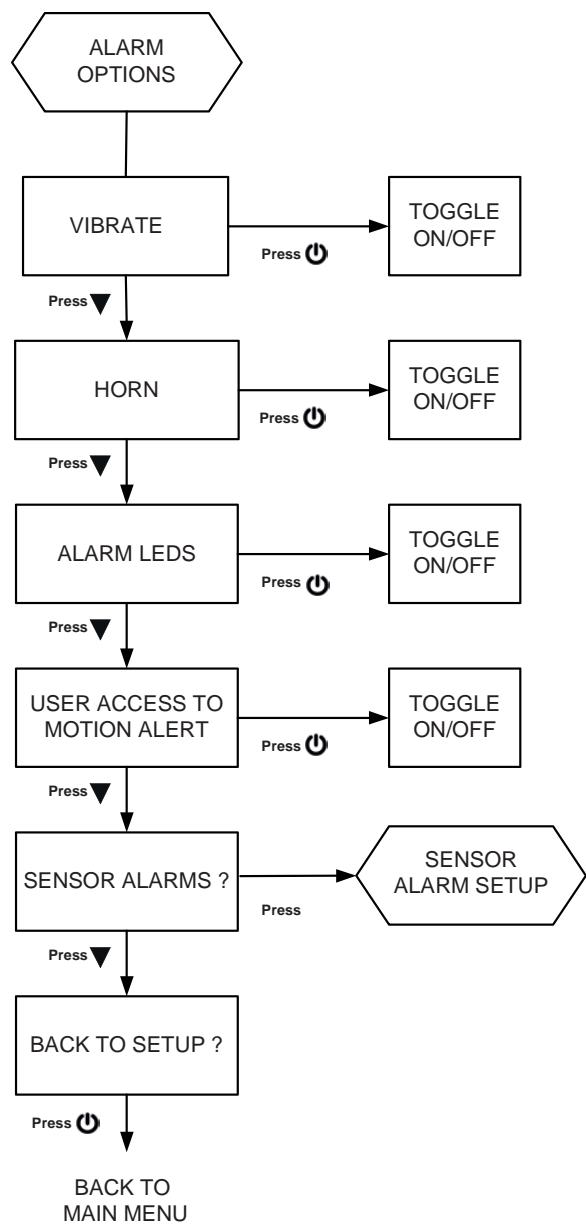 ALARM
OPTIONS
VIBRATE
Press
TOGGLE
ON/OFF
Press
HORN
Press
TOGGLE
ON/OFF
Press
ALARM LEDS
Press
TOGGLE
ON/OFF
Press
USER ACCESS TO
MOTION ALERT
Press
TOGGLE
ON/OFF
Press
SENSOR ALARMS ?
Press
SENSOR
ALARM SETUP
Press
BACK TO SETUP ?
Press
BACK TO
MAIN MENU